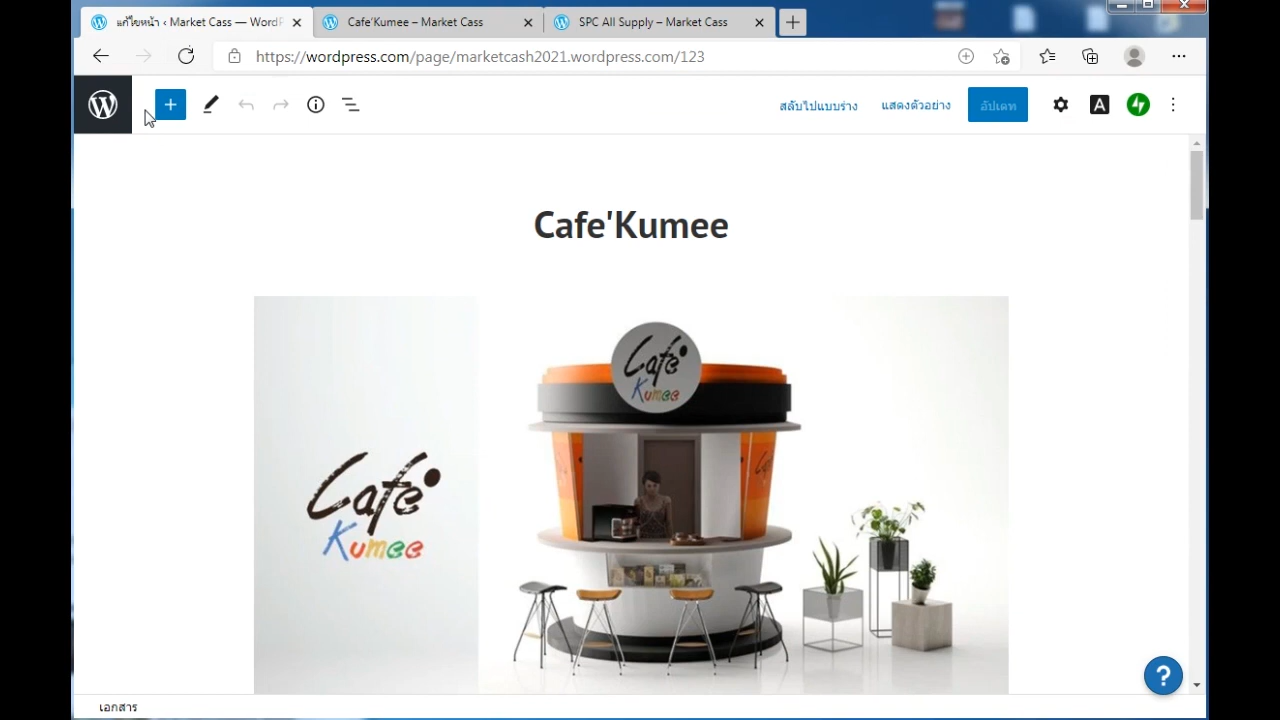 แก้ไขหน้า ‹ Market Cass — WordP
Cafe'Kumee – Market Cass
SPC All Supply – Market Cass
https://wordpress.com/page/marketcash2021.wordpress.com/123
สลับไปแบบร่าง
แสดงตัวอย่าง
อัปเดท
A
Cafe'Kumee
Cafe
Kumee
Cafe
Kumee
?
เอกสาร